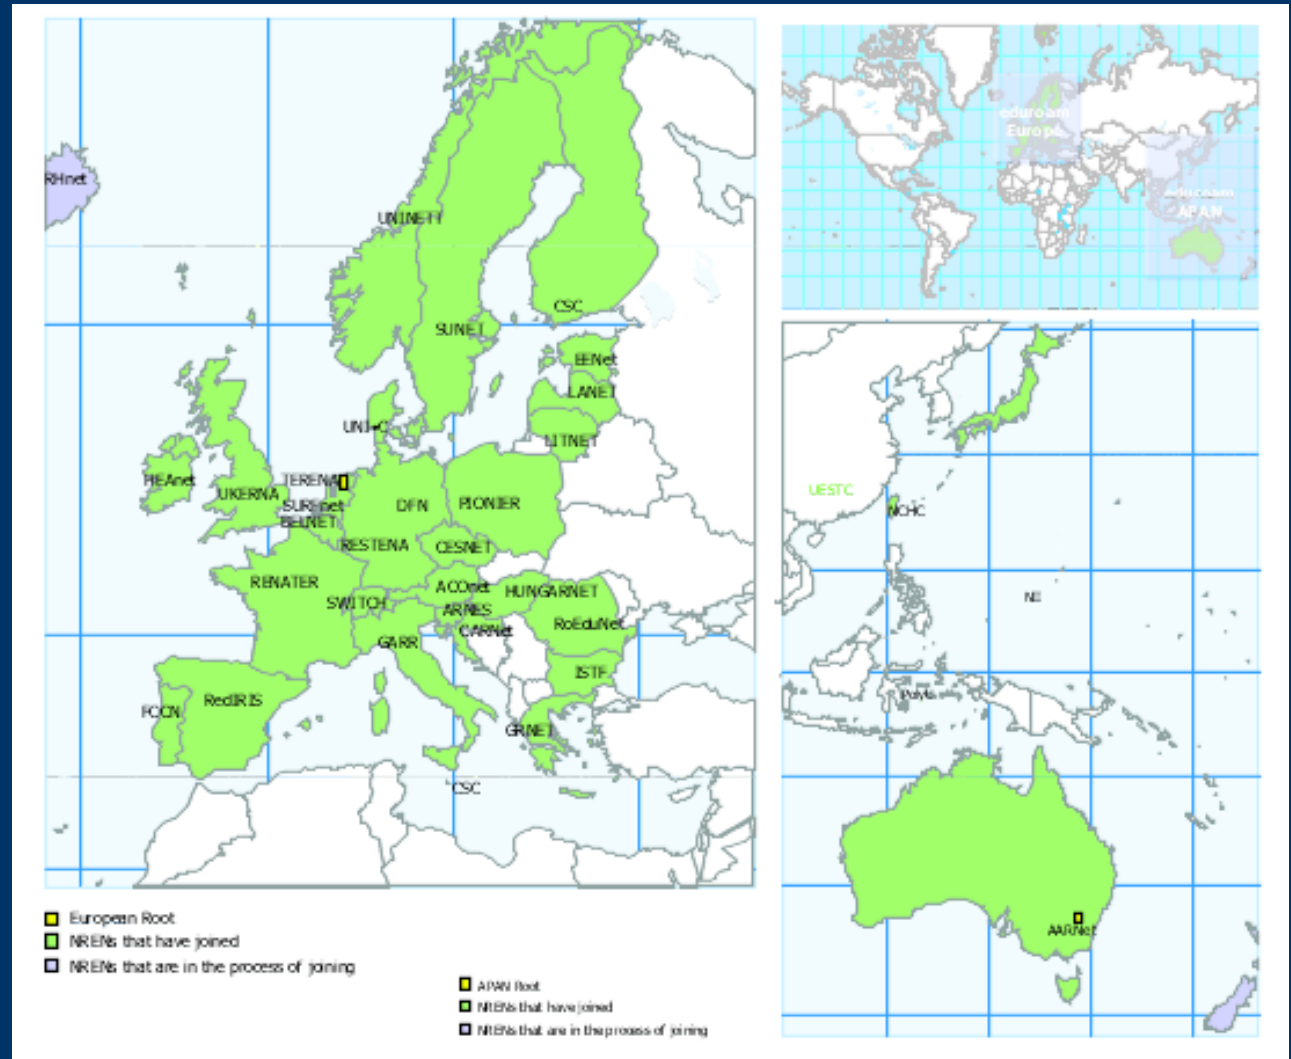 RHnet
UNINETT
CSC
SUNET
EENet
LANET
UNI•C
LITNET
HEAnet
TERENA
UKERNA
SURFnet
DFN
PIONIER
BELNET
RESTENA
CESNET
RENATER
ACOnet
HUNGARNET
SWITCH
ARNES
RoEduNet
CARNet
GARR
ISTF
RedIRIS
FCCN
GRNET
CSC
European Root
NRENs that have joined
NRENs that are in the process of joining
APAN Root
NRENs that have joined
NRENs that are in the process of joining
eduroam
Europe
eduroam
APAN
UESTC
NCHC
NII
AARNet